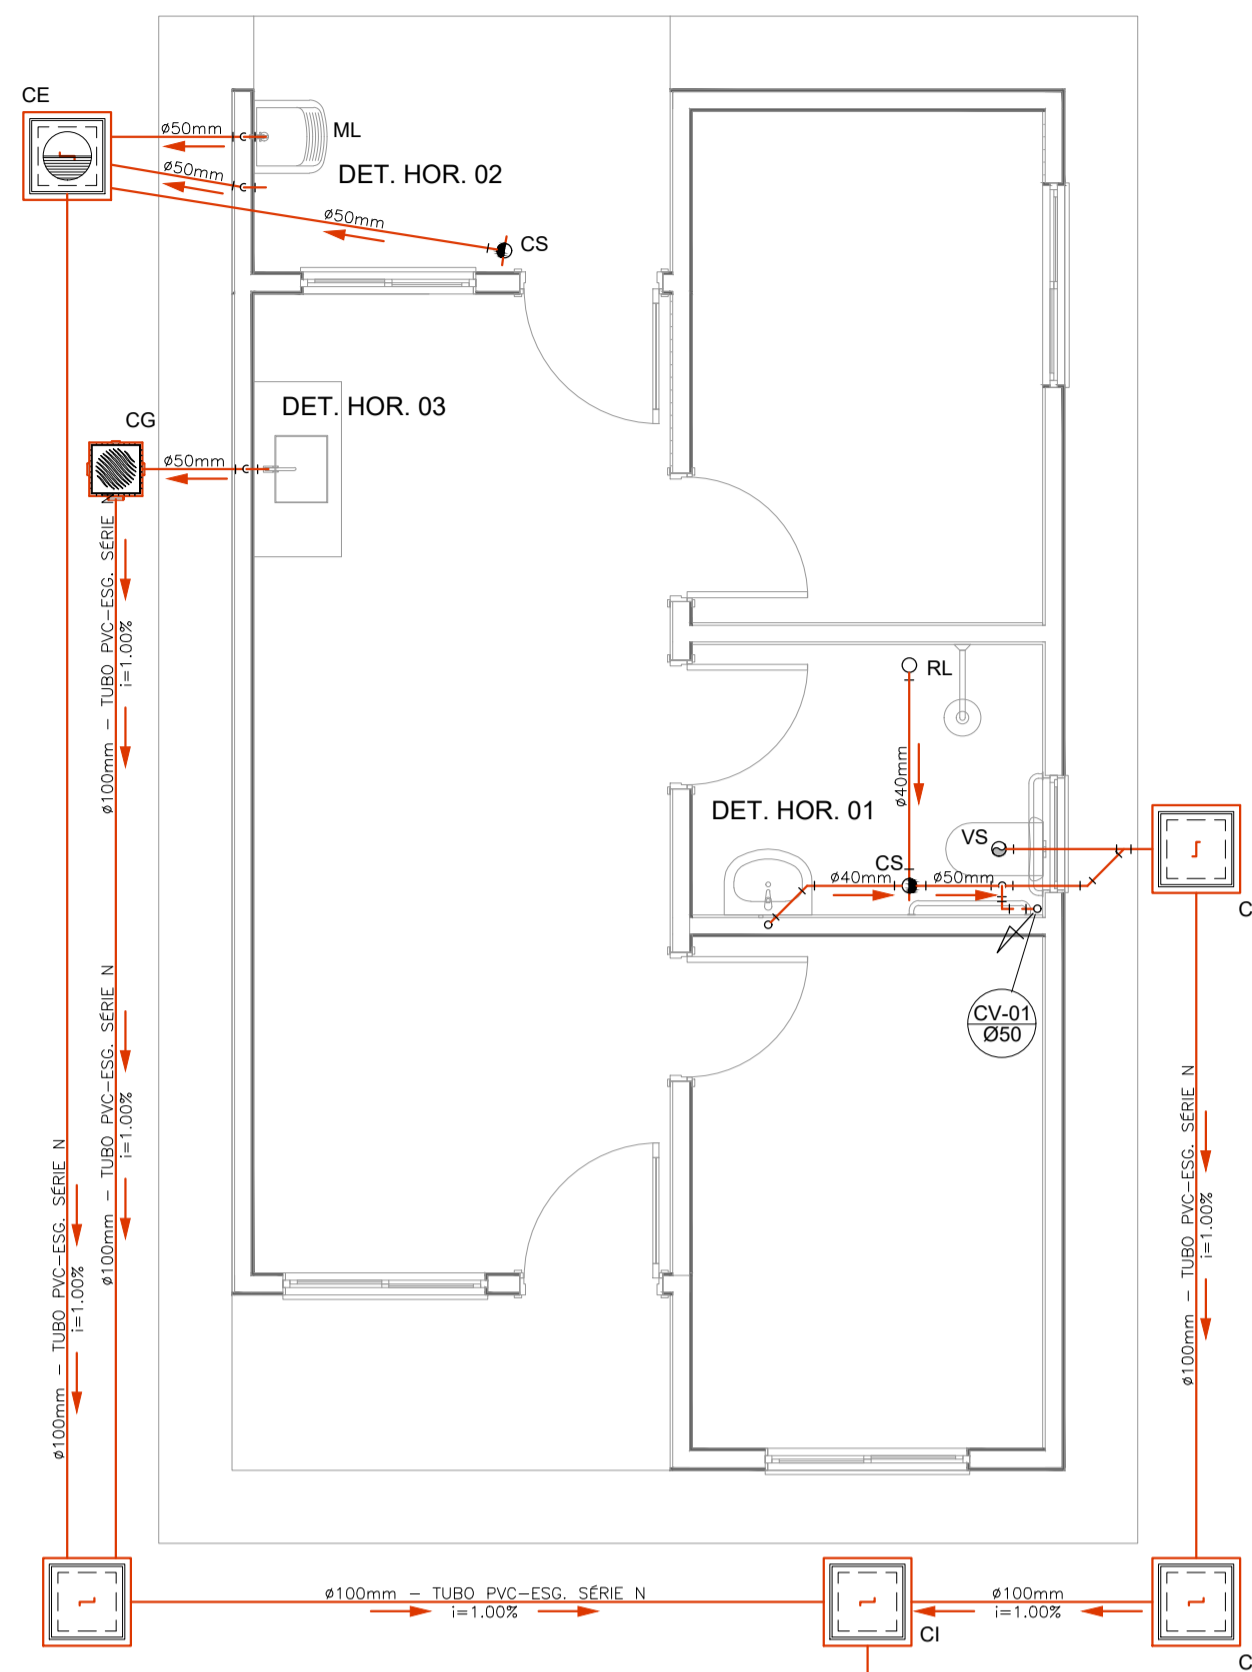 CE
ø50mm
ML
ø50mm
DET. HOR. 02
ø50mm
CS
DET. HOR. 03
CG
ø50mm
ø100mm – TUBO PVC–ESG. SÉRIE N
i=1.00%
RL
ø40mm
DET. HOR. 01
VS
CS
ø40mm
ø50mm
C
CV-01
Ø50
ø100mm – TUBO PVC–ESG. SÉRIE N
i=1.00%
ø100mm – TUBO PVC–ESG. SÉRIE N
i=1.00%
ø100mm – TUBO PVC–ESG. SÉRIE N
i=1.00%
ø100mm – TUBO PVC–ESG. SÉRIE N
i=1.00%
ø100mm
i=1.00%
CI
C